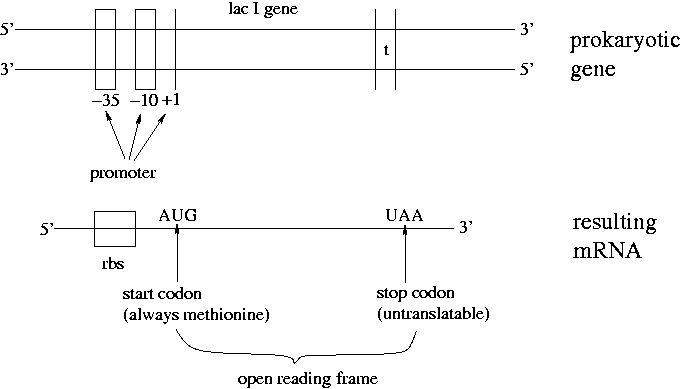 lac I gene
5’ 3’
prokaryotic
gene
t
3’ 5’
−35 −10 +1
promoter
AUG UAA
5’ 3’
resulting
mRNA
rbs
start codon
(always methionine)
stop codon
(untranslatable)
open reading frame